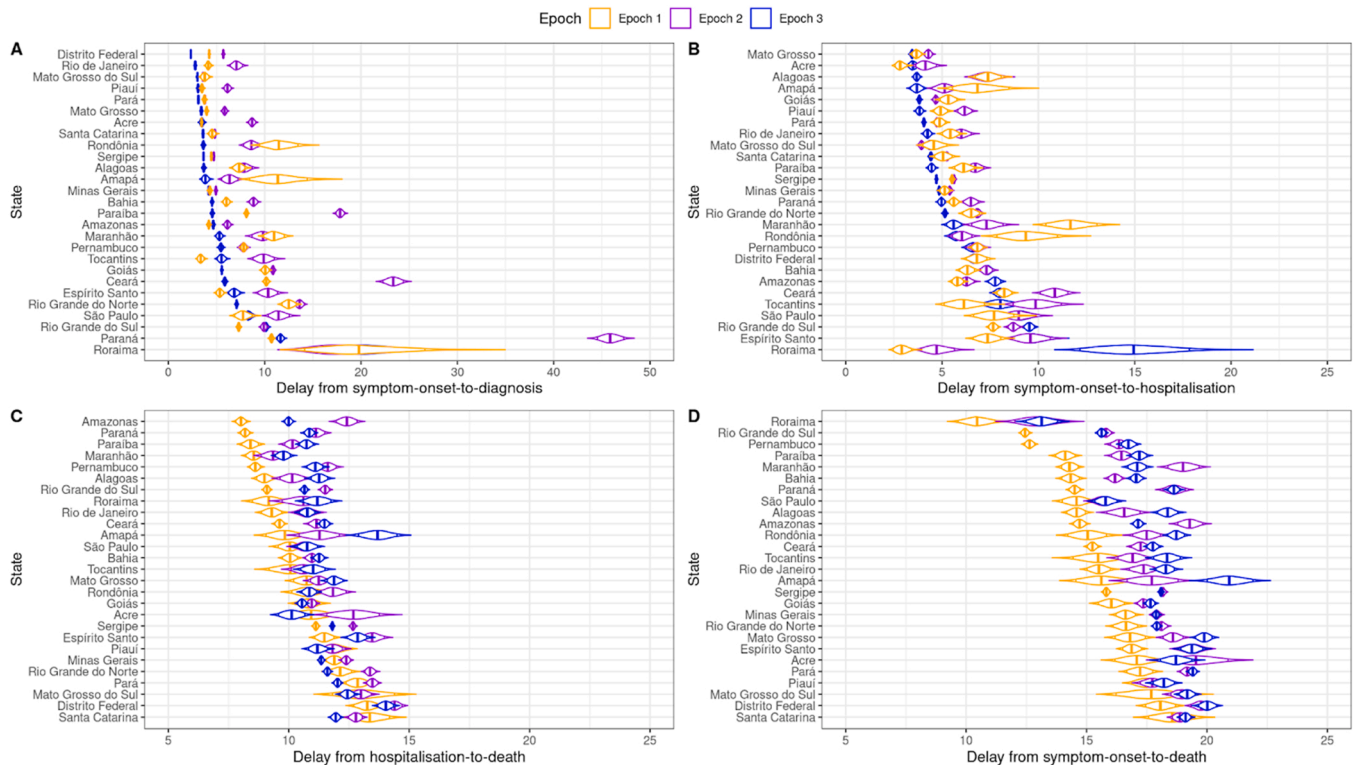 Epoch Epoch 1 Epoch 2 Epoch 3
A
Distrito Federal
Rio de Janeiro
Mato Grosso do Sul
Piauí
Pará
Mato Grosso
Acre
Santa Catarina
Rondônia
Sergipe
Alagoas
Amapá
Minas Gerais
Bahia
Paraíba
Amazonas
Maranhão
Pernambuco
Tocantins
Goiás
Ceará
Espírito Santo
Rio Grande do Norte
São Paulo
Rio Grande do Sul
Paraná
Roraima
State
0 10 20 30 40 50
Delay from symptom-onset-to-diagnosis
B
Mato Grosso
Acre
Alagoas
Amapá
Goiás
Piauí
Pará
Rio de Janeiro
Mato Grosso do Sul
Santa Catarina
Paraíba
Sergipe
Minas Gerais
Paraná
Rio Grande do Norte
Maranhão
Rondônia
Pernambuco
Distrito Federal
Bahia
Amazonas
Ceará
Tocantins
São Paulo
Rio Grande do Sul
Espírito Santo
Roraima
State
0 5 10 15 20 25
Delay from symptom-onset-to-hospitalisation
C
Amazonas
Paraná
Paraíba
Maranhão
Pernambuco
Alagoas
Rio Grande do Sul
Roraima
Rio de Janeiro
Ceará
Amapá
São Paulo
Bahia
Tocantins
Mato Grosso
Rondônia
Goiás
Acre
Sergipe
Espírito Santo
Piauí
Minas Gerais
Rio Grande do Norte
Pará
Mato Grosso do Sul
Distrito Federal
Santa Catarina
State
5 10 15 20 25
Delay from hospitalisation-to-death
D
Roraima
Rio Grande do Sul
Pernambuco
Paraíba
Maranhão
Bahia
Paraná
São Paulo
Alagoas
Amazonas
Rondônia
Ceará
Tocantins
Rio de Janeiro
Amapá
Sergipe
Goiás
Minas Gerais
Rio Grande do Norte
Mato Grosso
Espírito Santo
Acre
Pará
Piauí
Mato Grosso do Sul
Distrito Federal
Santa Catarina
State
5 10 15 20 25
Delay from symptom-onset-to-death